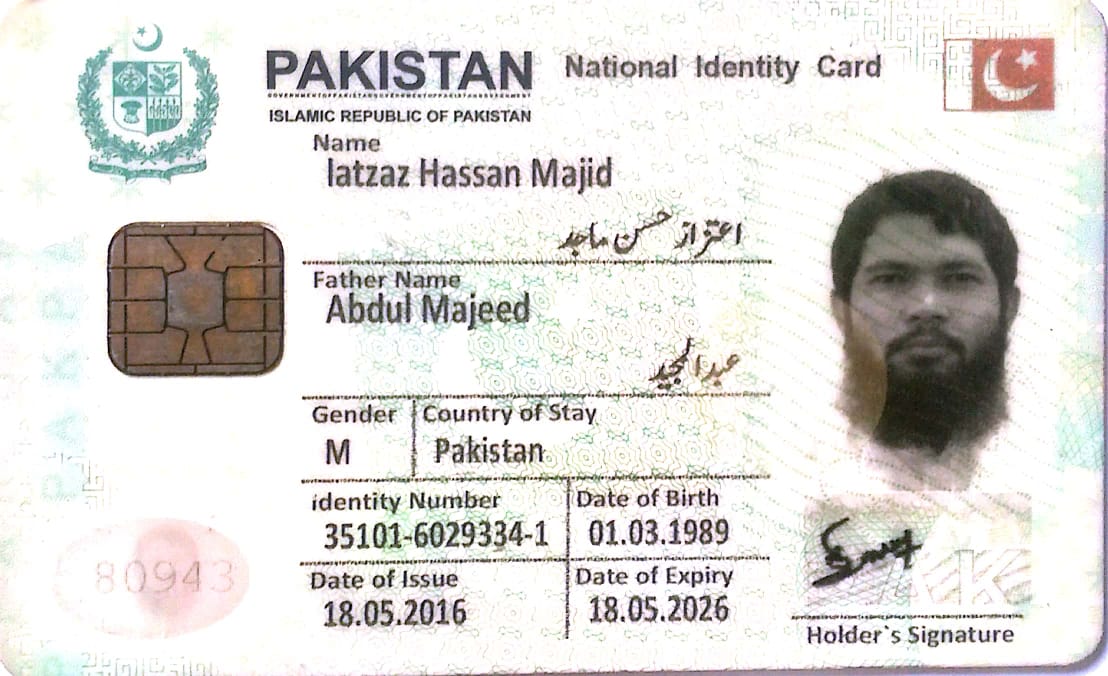 PAKISTAN National Identity Card
ISLAMIC REPUBLIC OF PAKISTAN
Name
Iatzaz Hassan Majid
اعتزاز حسن ماجد
Father Name
Abdul Majeed
عبدالمجید
Gender Country of Stay
M Pakistan
Identity Number Date of Birth
35101-6029334-1 01.03.1989
Date of Issue Date of Expiry
18.05.2016 18.05.2026
80943
Holder's Signature